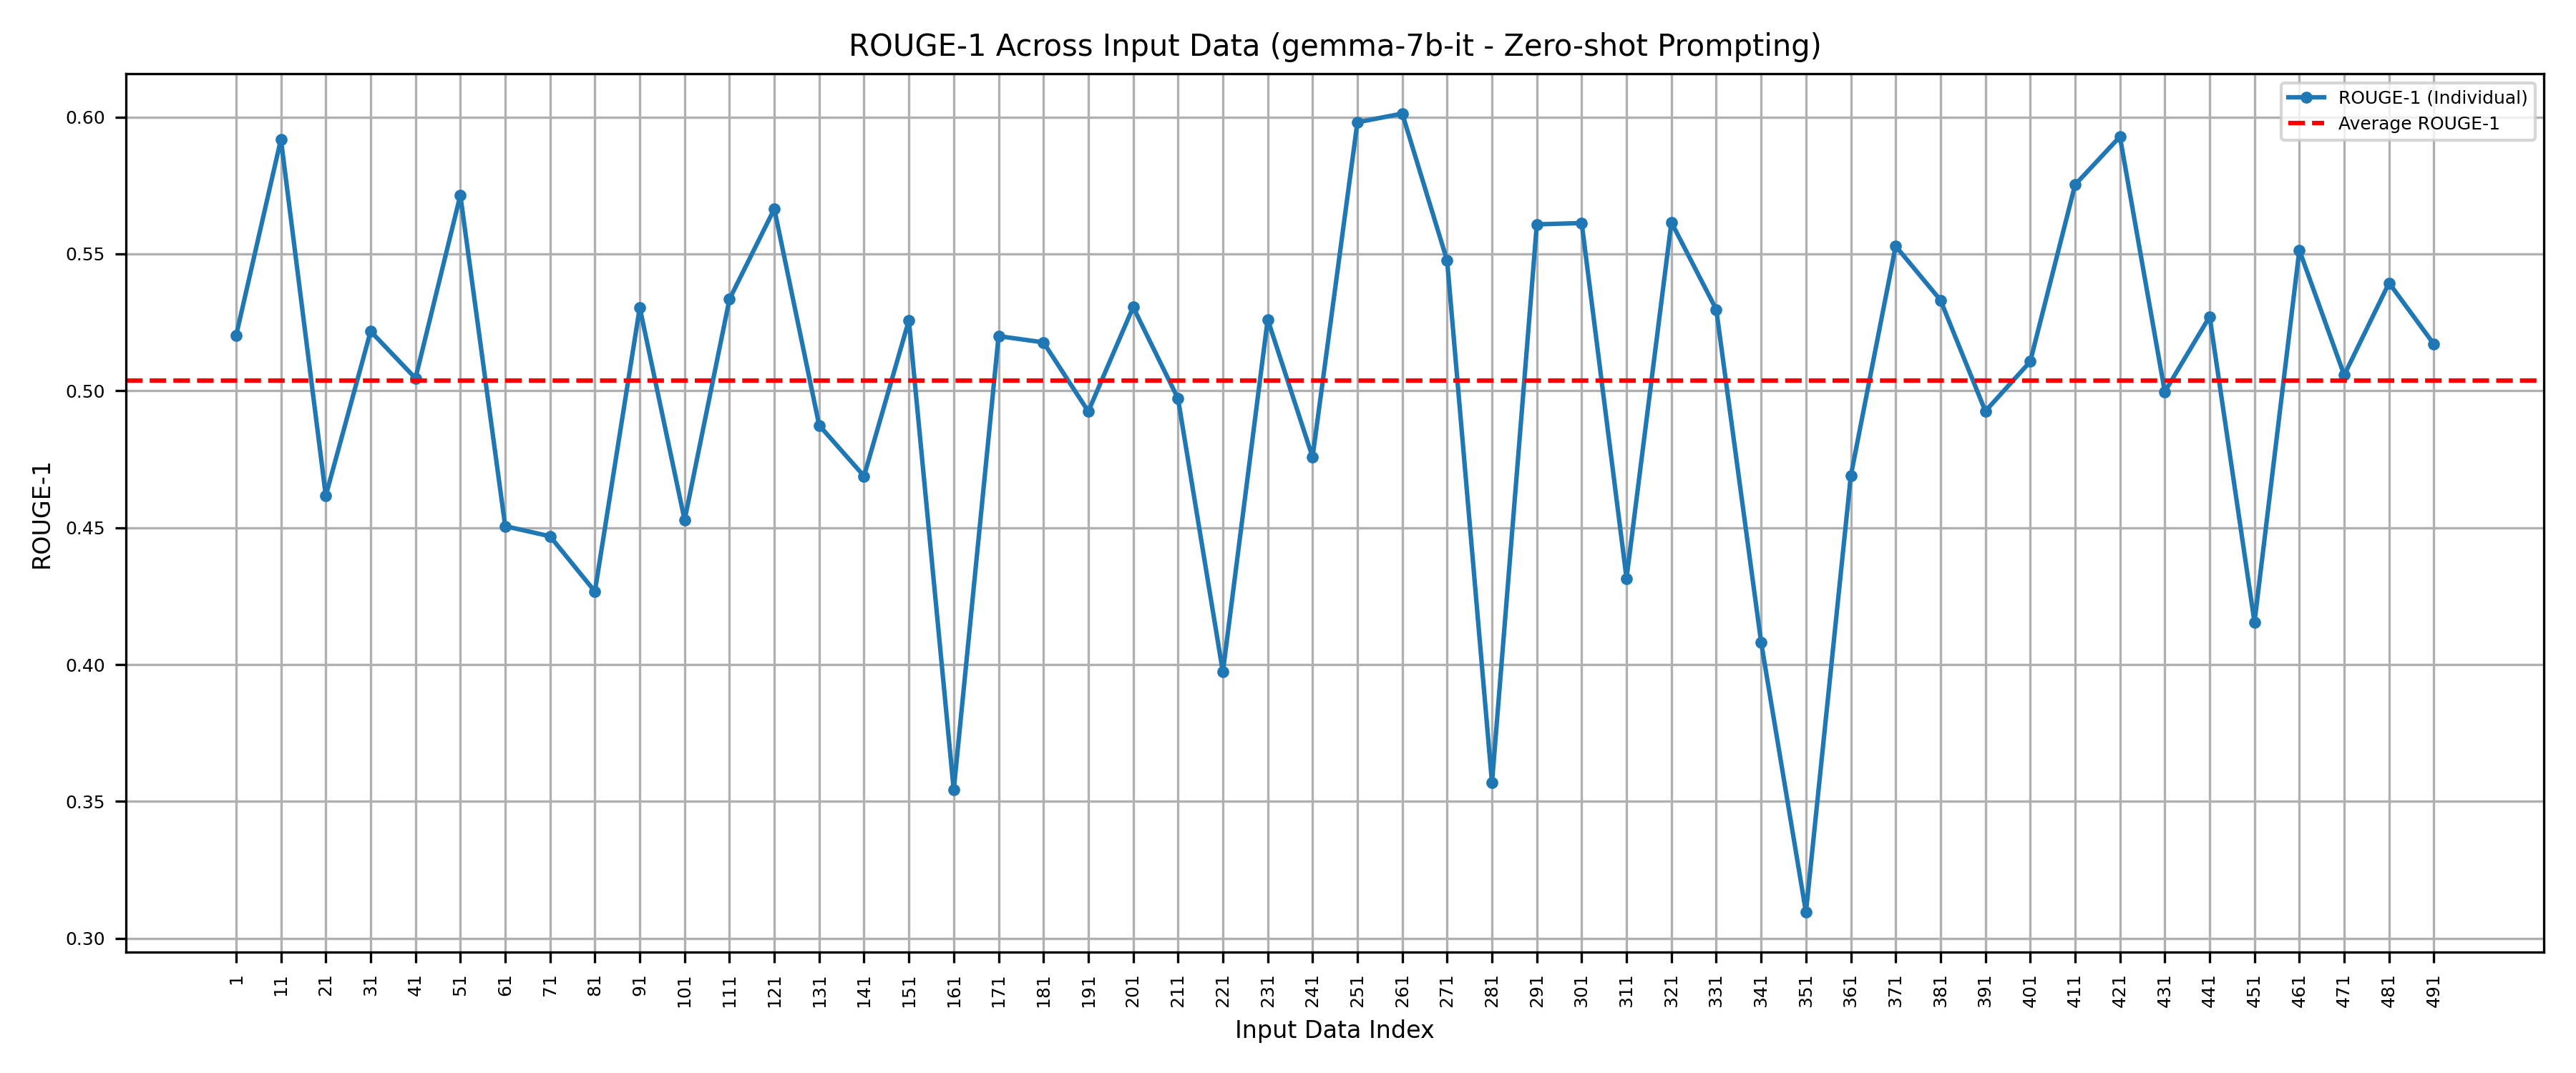 ROUGE-1 Across Input Data (gemma-7b-it - Zero-shot Prompting)
ROUGE-1 (Individual)
Average ROUGE-1
0.60
0.55
0.50
0.45
0.40
0.35
0.30
ROUGE-1
1 11 21 31 41 51 61 71 81 91 101 111 121 131 141 151 161 171 181 191 201 211 221 231 241 251 261 271 281 291 301 311 321 331 341 351 361 371 381 391 401 411 421 431 441 451 461 471 481 491
Input Data Index